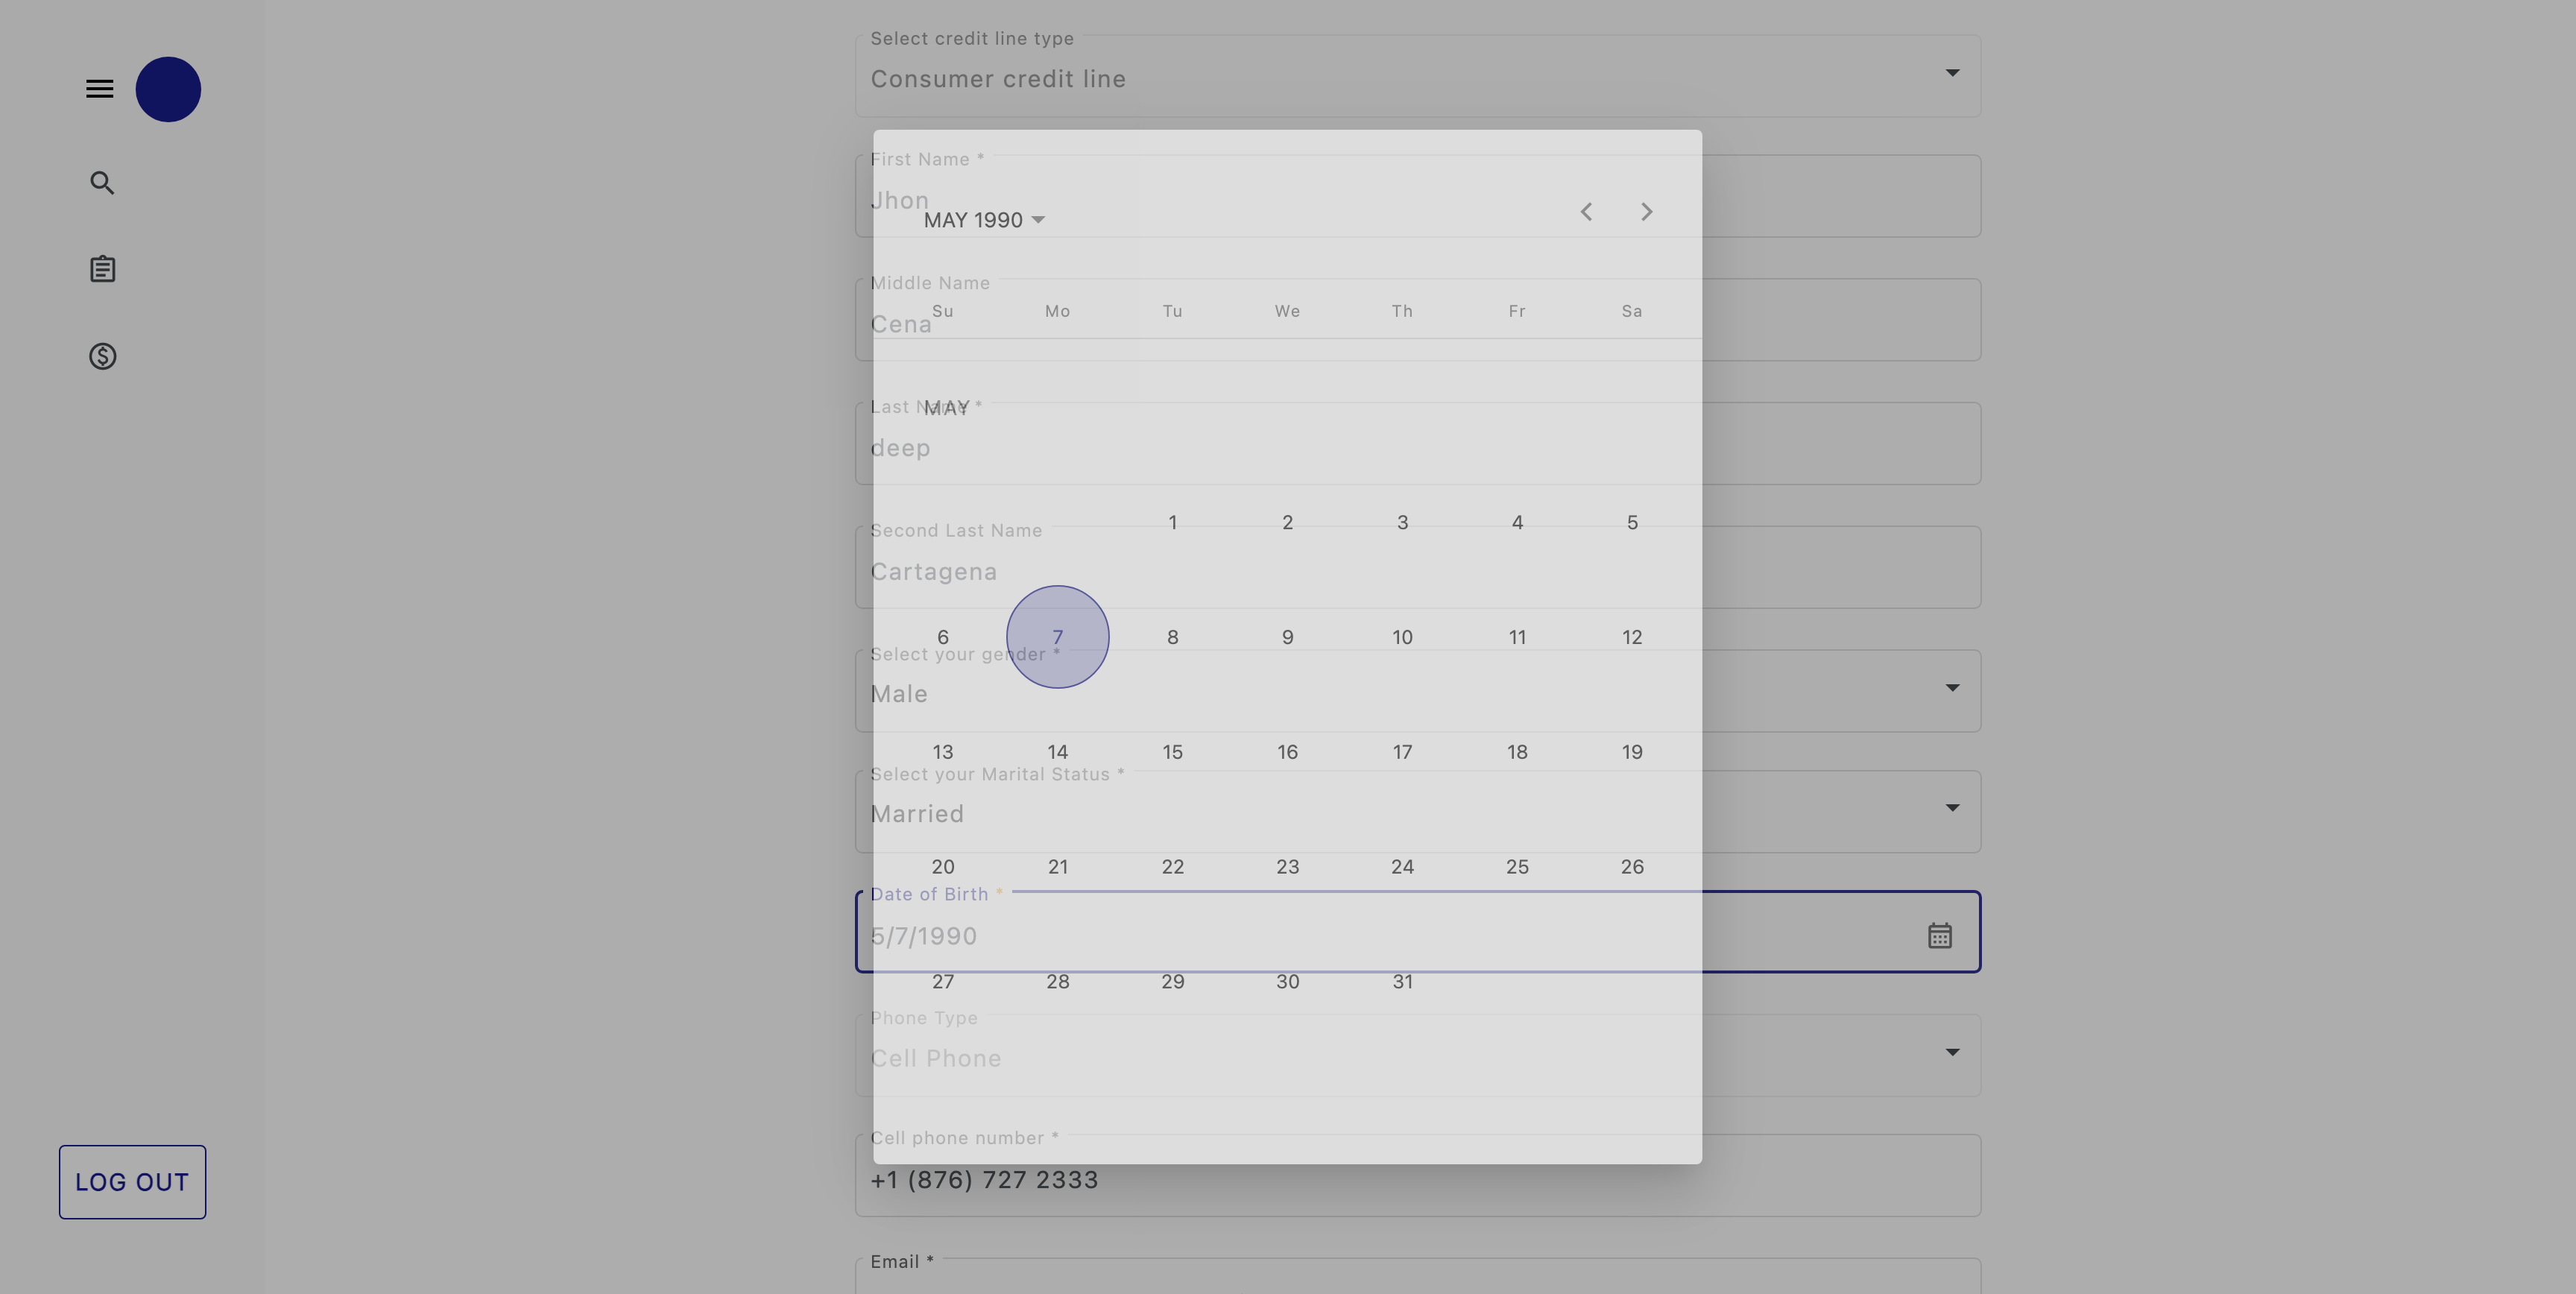 Select credit line type
Consumer credit line
First Name *
Jhon
MAY 1990
Middle Name
Cena
Su Mo Tu We Th Fr Sa
Last Name *
MAY
deep
1 2 3 4 5
Second Last Name
Cartagena
6 7 8 9 10 11 12
Select your gender *
Male
13 14 15 16 17 18 19
Select your Marital Status *
Married
20 21 22 23 24 25 26
Date of Birth *
5/7/1990
27 28 29 30 31
Phone Type
Cell Phone
Cell phone number *
+1 (876) 727 2333
LOG OUT
Email *